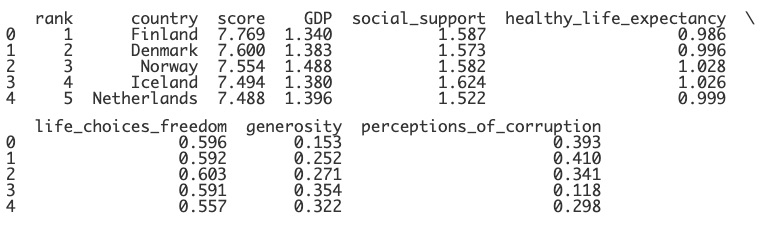 rank      country  score    GDP  social_support  healthy_life_expectancy  \
0     1      Finland  7.769  1.340           1.587                    0.986
1     2      Denmark  7.600  1.383           1.573                    0.996
2     3       Norway  7.554  1.488           1.582                    1.028
3     4      Iceland  7.494  1.380           1.624                    1.026
4     5  Netherlands  7.488  1.396           1.522                    0.999
   life_choices_freedom  generosity  perceptions_of_corruption
0                 0.596       0.153                      0.393
1                 0.592       0.252                      0.410
2                 0.603       0.271                      0.341
3                 0.591       0.354                      0.118
4                 0.557       0.322                      0.298